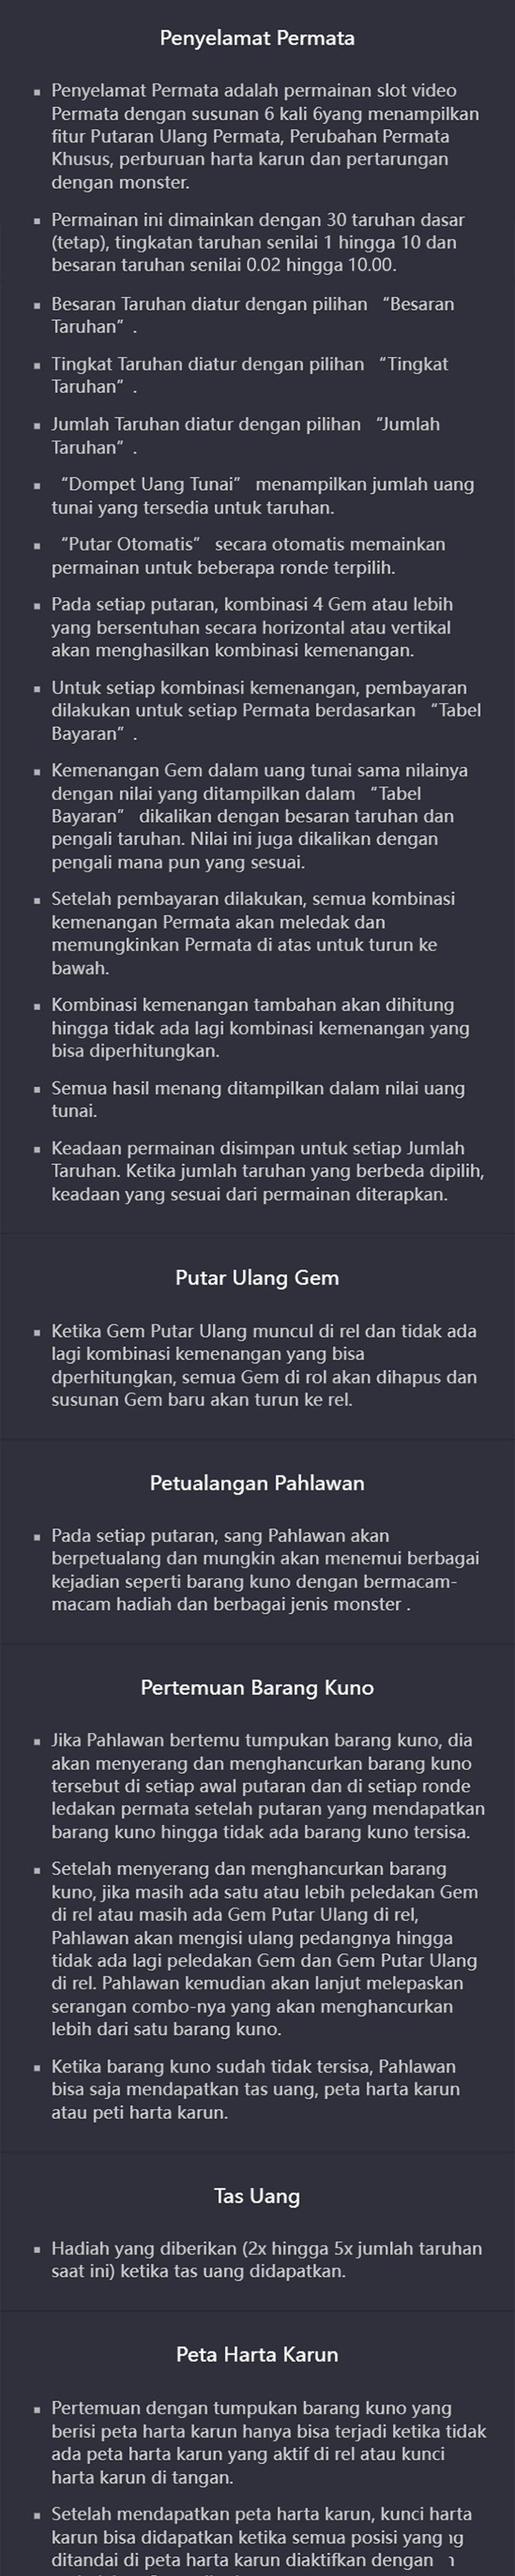 Penyelamat Permata
▪ Penyelamat Permata adalah permainan slot video
Permata dengan susunan 6 kali 6yang menampilkan
fitur Putaran Ulang Permata, Perubahan Permata
Khusus, perburuan harta karun dan pertarungan
dengan monster.
▪ Permainan ini dimainkan dengan 30 taruhan dasar
(tetap), tingkatan taruhan senilai 1 hingga 10 dan
besaran taruhan senilai 0.02 hingga 10.00.
▪ Besaran Taruhan diatur dengan pilihan “Besaran
Taruhan” .
▪ Tingkat Taruhan diatur dengan pilihan “Tingkat
Taruhan” .
▪ Jumlah Taruhan diatur dengan pilihan “Jumlah
Taruhan” .
▪ “Dompet Uang Tunai” menampilkan jumlah uang
tunai yang tersedia untuk taruhan.
▪ “Putar Otomatis” secara otomatis memainkan
permainan untuk beberapa ronde terpilih.
▪ Pada setiap putaran, kombinasi 4 Gem atau lebih
yang bersentuhan secara horizontal atau vertikal
akan menghasilkan kombinasi kemenangan.
▪ Untuk setiap kombinasi kemenangan, pembayaran
dilakukan untuk setiap Permata berdasarkan “Tabel
Bayaran” .
▪ Kemenangan Gem dalam uang tunai sama nilainya
dengan nilai yang ditampilkan dalam “Tabel
Bayaran” dikalikan dengan besaran taruhan dan
pengali taruhan. Nilai ini juga dikalikan dengan
pengali mana pun yang sesuai.
▪ Setelah pembayaran dilakukan, semua kombinasi
kemenangan Permata akan meledak dan
memungkinkan Permata di atas untuk turun ke
bawah.
▪ Kombinasi kemenangan tambahan akan dihitung
hingga tidak ada lagi kombinasi kemenangan yang
bisa diperhitungkan.
▪ Semua hasil menang ditampilkan dalam nilai uang
tunai.
▪ Keadaan permainan disimpan untuk setiap Jumlah
Taruhan. Ketika jumlah taruhan yang berbeda dipilih,
keadaan yang sesuai dari permainan diterapkan.
Putar Ulang Gem
▪ Ketika Gem Putar Ulang muncul di rel dan tidak ada
lagi kombinasi kemenangan yang bisa
dperhitungkan, semua Gem di rol akan dihapus dan
susunan Gem baru akan turun ke rel.
Petualangan Pahlawan
▪ Pada setiap putaran, sang Pahlawan akan
berpetualang dan mungkin akan menemui berbagai
kejadian seperti barang kuno dengan bermacam-
macam hadiah dan berbagai jenis monster .
Pertemuan Barang Kuno
▪ Jika Pahlawan bertemu tumpukan barang kuno, dia
akan menyerang dan menghancurkan barang kuno
tersebut di setiap awal putaran dan di setiap ronde
ledakan permata setelah putaran yang mendapatkan
barang kuno hingga tidak ada barang kuno tersisa.
▪ Setelah menyerang dan menghancurkan barang
kuno, jika masih ada satu atau lebih peledakan Gem
di rel atau masih ada Gem Putar Ulang di rel,
Pahlawan akan mengisi ulang pedangnya hingga
tidak ada lagi peledakan Gem dan Gem Putar Ulang
di rel. Pahlawan kemudian akan lanjut melepaskan
serangan combo-nya yang akan menghancurkan
lebih dari satu barang kuno.
▪ Ketika barang kuno sudah tidak tersisa, Pahlawan
bisa saja mendapatkan tas uang, peta harta karun
atau peti harta karun.
Tas Uang
▪ Hadiah yang diberikan (2x hingga 5x jumlah taruhan
saat ini) ketika tas uang didapatkan.
Peta Harta Karun
▪ Pertemuan dengan tumpukan barang kuno yang
berisi peta harta karun hanya bisa terjadi ketika tidak
ada peta harta karun yang aktif di rel atau kunci
harta karun di tangan.
▪ Setelah mendapatkan peta harta karun, kunci harta
karun bisa didapatkan ketika semua posisi yang
ditandai di peta harta karun diaktifkan dengan